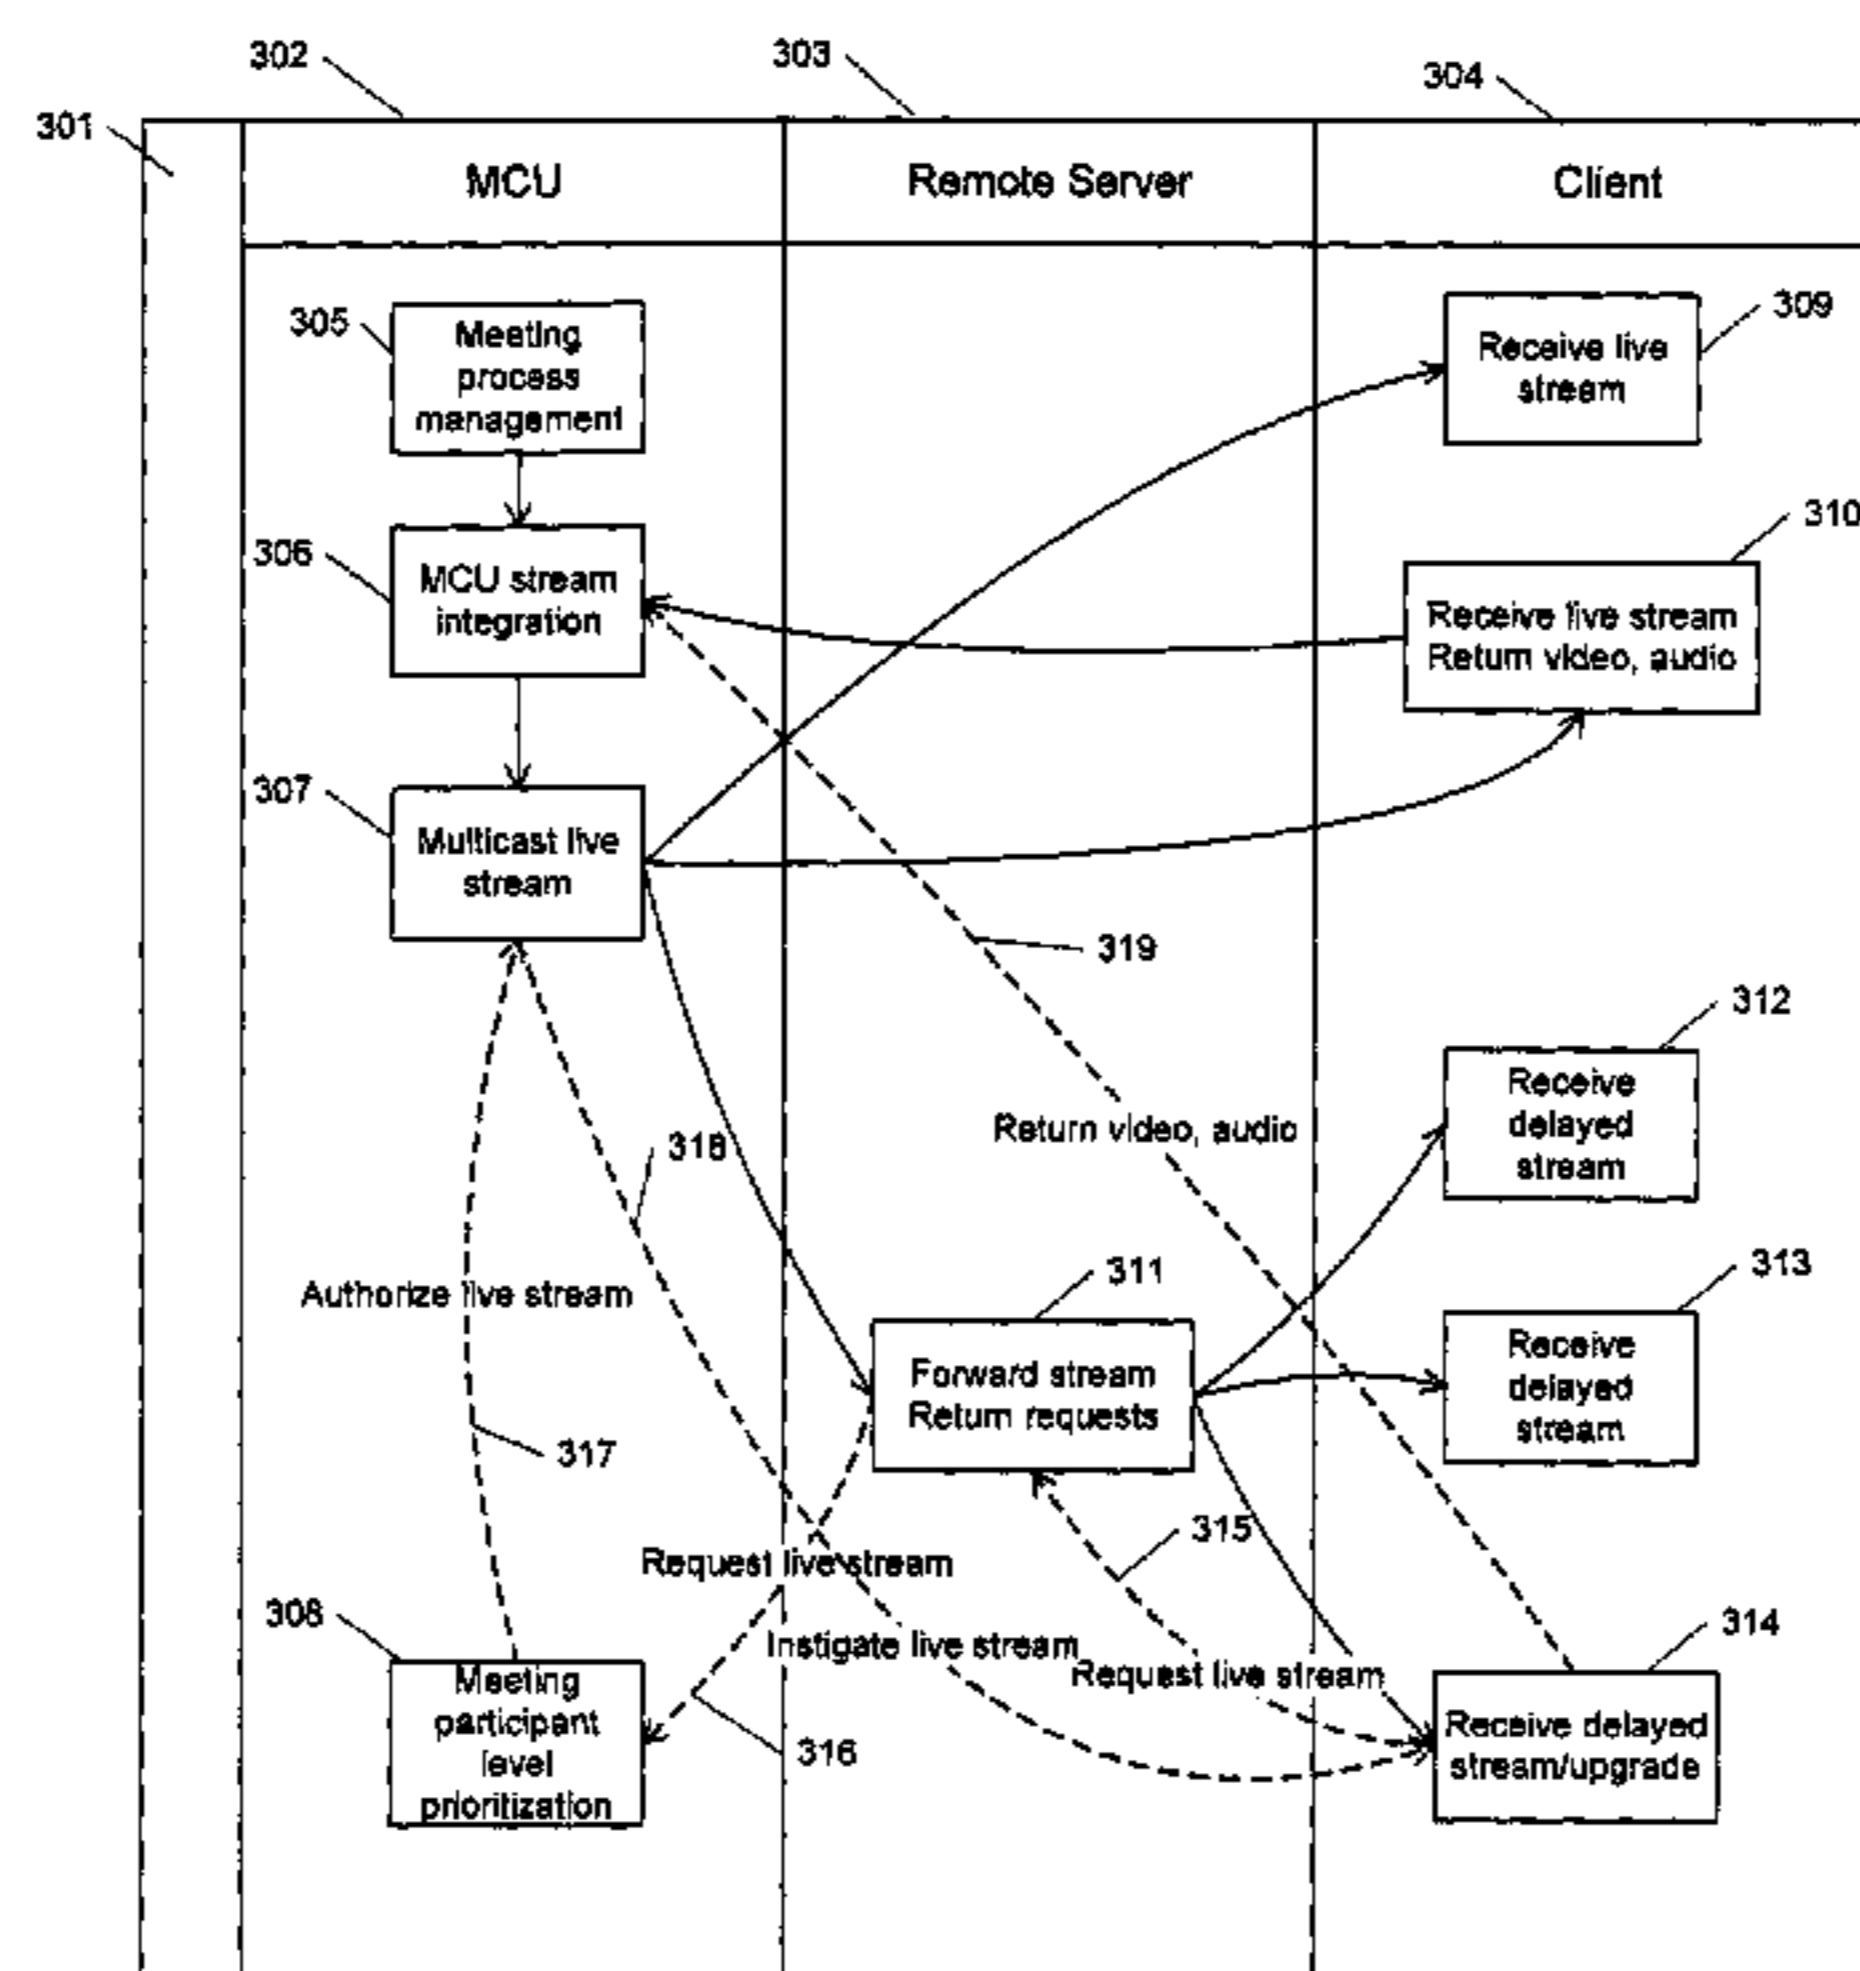 302
303
304
301
MCU
Remote Server
Client
305
Meeting
process
management
309
Receive live
stream
306
MCU stream
integration
310
Receive live stream
Return video, audio
307
Multicast live
stream
319
312
Receive
delayed
stream
318
Return video, audio
Authorize live stream
311
Forward stream
Return requests
313
Receive
delayed
stream
317
315
Request live stream
308
Meeting
participant
level
prioritization
Instigate live stream
Request live stream
316
314
Receive delayed
stream/upgrade